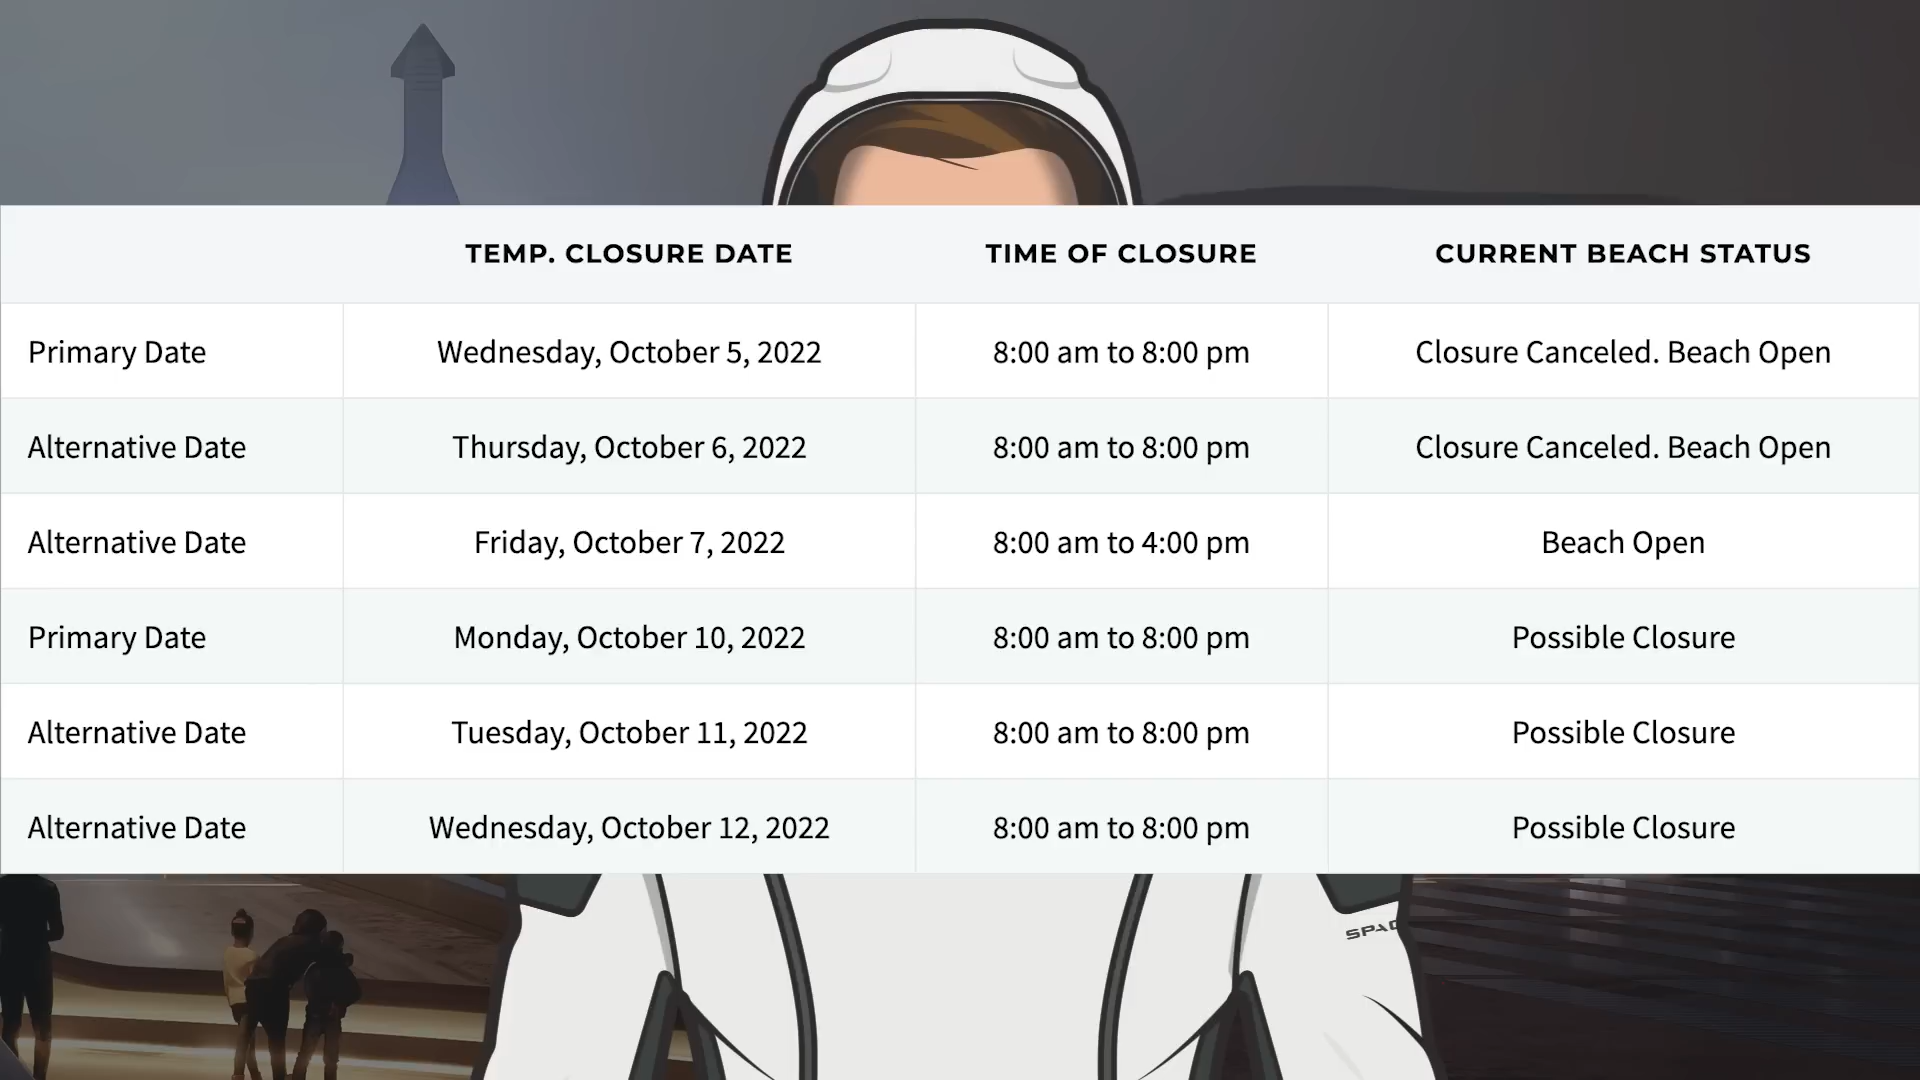 TEMP. CLOSURE DATE TIME OF CLOSURE CURRENT BEACH STATUS
Primary Date Wednesday, October 5, 2022 8:00 am to 8:00 pm Closure Canceled. Beach Open
Alternative Date Thursday, October 6, 2022 8:00 am to 8:00 pm Closure Canceled. Beach Open
Alternative Date Friday, October 7, 2022 8:00 am to 4:00 pm Beach Open
Primary Date Monday, October 10, 2022 8:00 am to 8:00 pm Possible Closure
Alternative Date Tuesday, October 11, 2022 8:00 am to 8:00 pm Possible Closure
Alternative Date Wednesday, October 12, 2022 8:00 am to 8:00 pm Possible Closure
SPAC